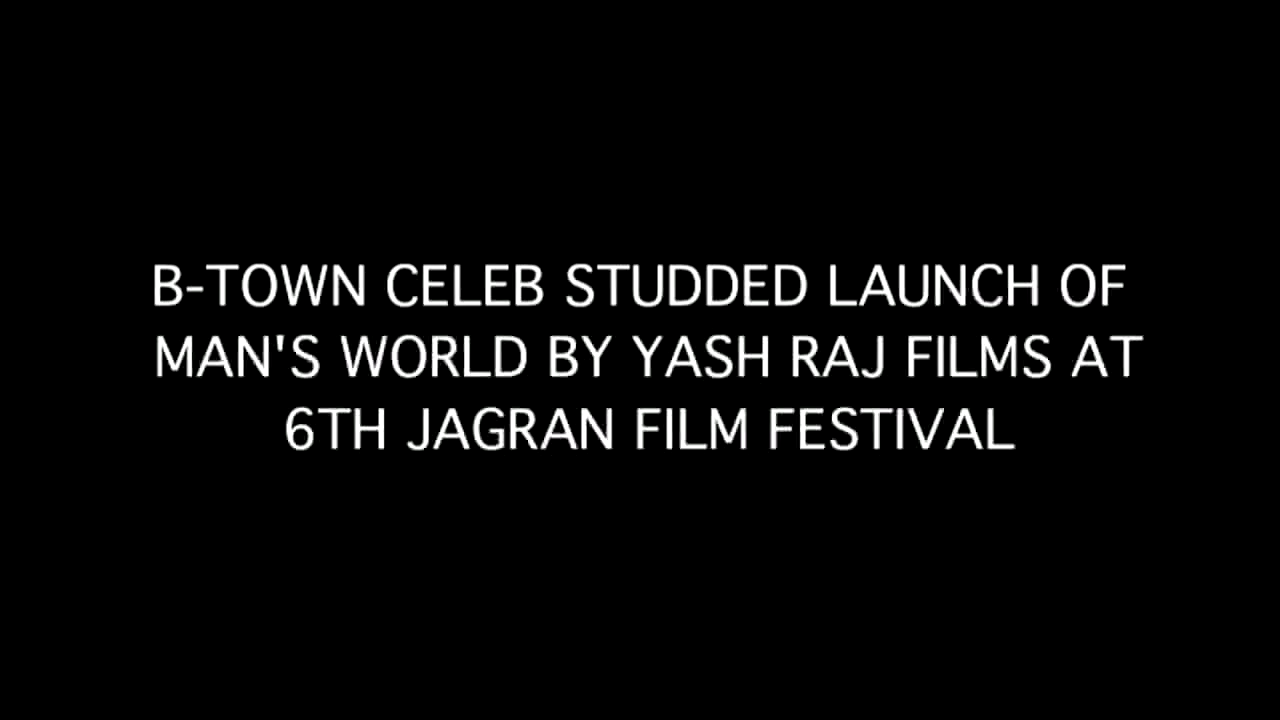 B-TOWN CELEB STUDDED LAUNCH OF
MAN'S WORLD BY YASH RAJ FILMS AT
6TH JAGRAN FILM FESTIVAL